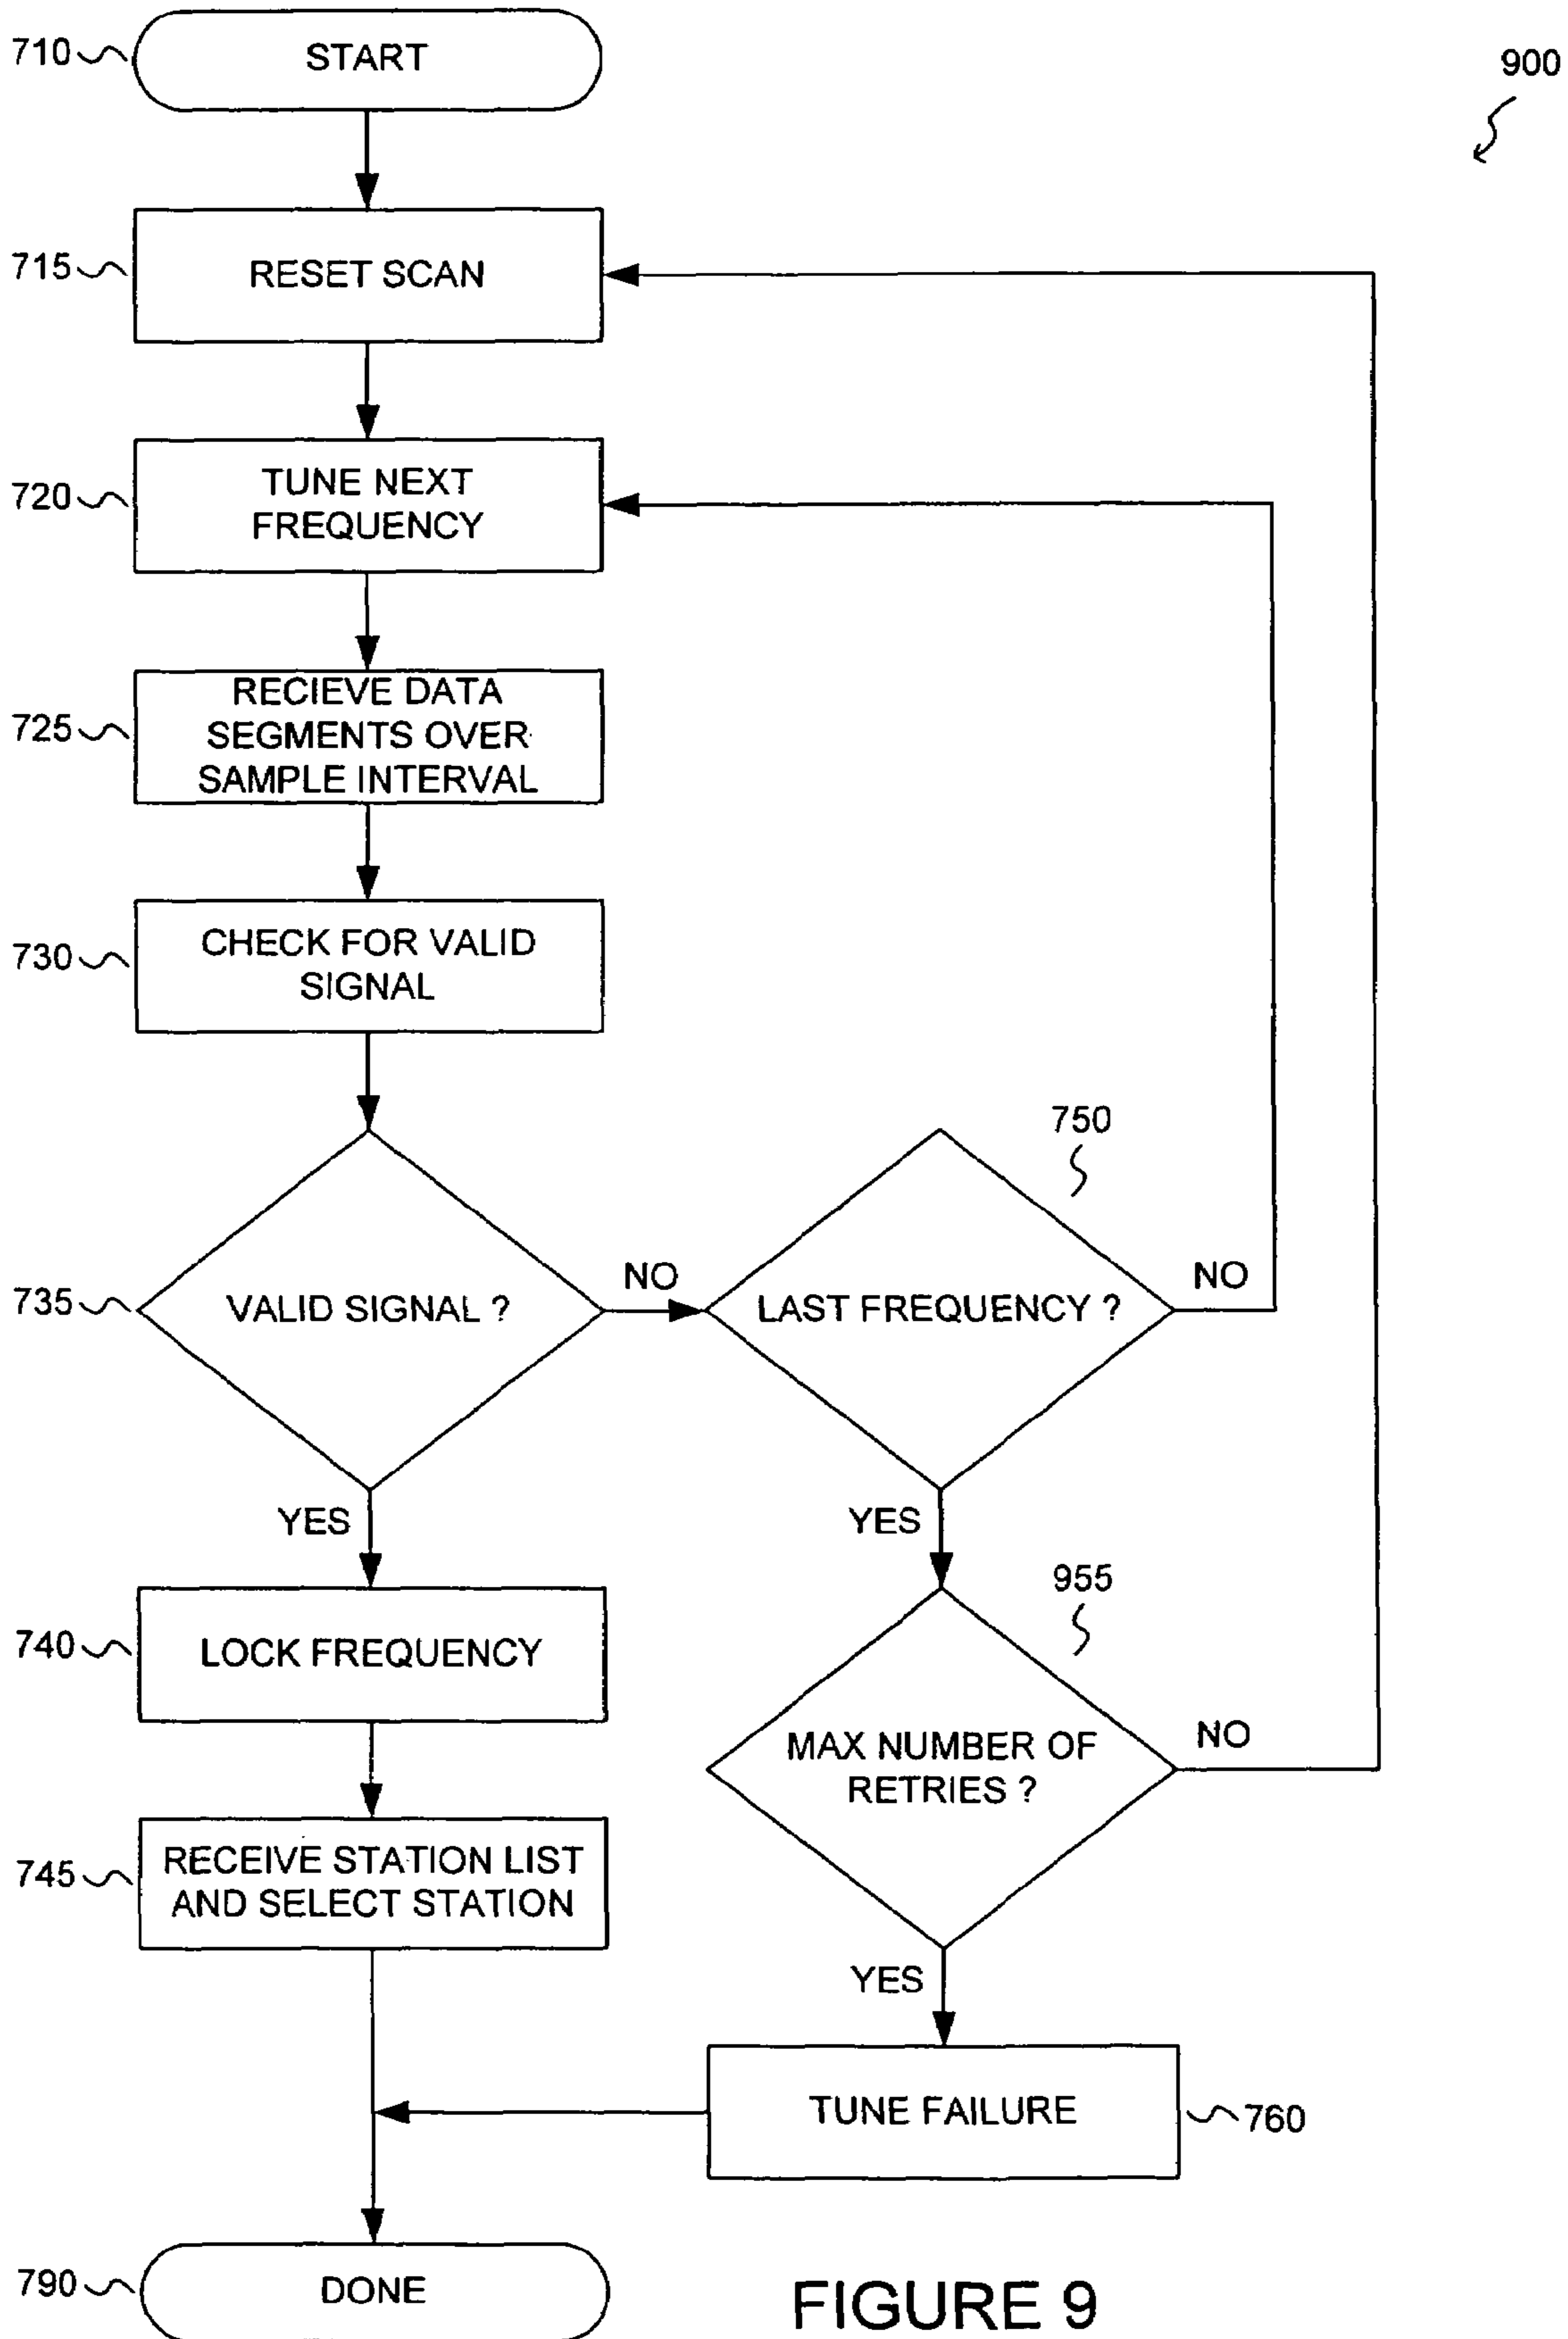 710
START
900
715
RESET SCAN
720
TUNE NEXT
FREQUENCY
725
RECIEVE DATA
SEGMENTS OVER
SAMPLE INTERVAL
730
CHECK FOR VALID
SIGNAL
750
735
VALID SIGNAL ?
NO
LAST FREQUENCY ?
NO
YES
YES
955
740
LOCK FREQUENCY
MAX NUMBER OF
RETRIES ?
NO
745
RECEIVE STATION LIST
AND SELECT STATION
YES
TUNE FAILURE
760
790
DONE
FIGURE 9